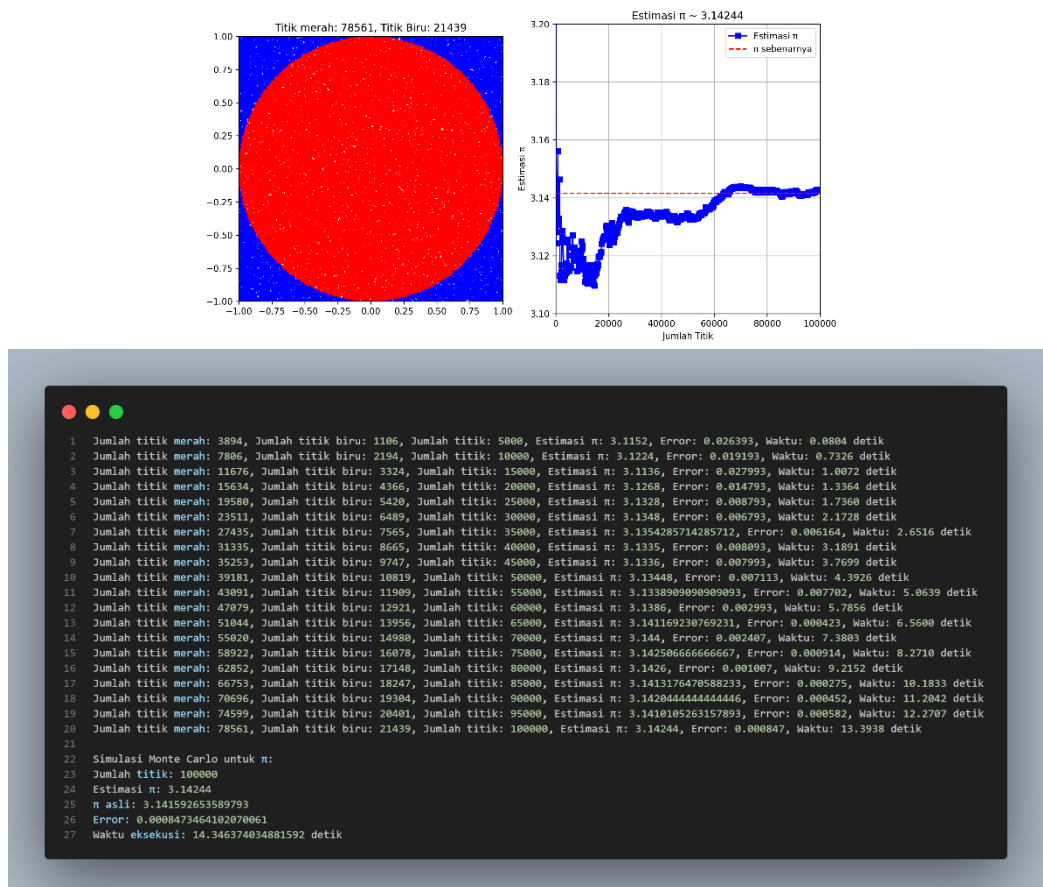 Titik merah: 78561, Titik Biru: 21439
1.00
0.75
0.50
0.25
0.00
−0.25
−0.50
−0.75
−1.00
−1.00 −0.75 −0.50 −0.25 0.00 0.25 0.50 0.75 1.00
Estimasi π ~ 3.14244
Estimasi π
π sebenarnya
3.20
3.18
3.16
3.14
3.12
3.10
Estimasi π
0 20000 40000 60000 80000 100000
Jumlah Titik
1 Jumlah titik merah: 3894, Jumlah titik biru: 1106, Jumlah titik: 5000, Estimasi π: 3.1152, Error: 0.026393, Waktu: 0.0804 detik
2 Jumlah titik merah: 7806, Jumlah titik biru: 2194, Jumlah titik: 10000, Estimasi π: 3.1224, Error: 0.019193, Waktu: 0.7326 detik
3 Jumlah titik merah: 11676, Jumlah titik biru: 3324, Jumlah titik: 15000, Estimasi π: 3.1136, Error: 0.027993, Waktu: 1.0072 detik
4 Jumlah titik merah: 15634, Jumlah titik biru: 4366, Jumlah titik: 20000, Estimasi π: 3.1268, Error: 0.014793, Waktu: 1.3364 detik
5 Jumlah titik merah: 19580, Jumlah titik biru: 5420, Jumlah titik: 25000, Estimasi π: 3.1328, Error: 0.008793, Waktu: 1.7360 detik
6 Jumlah titik merah: 23511, Jumlah titik biru: 6489, Jumlah titik: 30000, Estimasi π: 3.1348, Error: 0.006793, Waktu: 2.1728 detik
7 Jumlah titik merah: 27435, Jumlah titik biru: 7565, Jumlah titik: 35000, Estimasi π: 3.1354285714285712, Error: 0.006164, Waktu: 2.6516 detik
8 Jumlah titik merah: 31335, Jumlah titik biru: 8665, Jumlah titik: 40000, Estimasi π: 3.1335, Error: 0.008093, Waktu: 3.1891 detik
9 Jumlah titik merah: 35253, Jumlah titik biru: 9747, Jumlah titik: 45000, Estimasi π: 3.1336, Error: 0.007993, Waktu: 3.7699 detik
10 Jumlah titik merah: 39181, Jumlah titik biru: 10819, Jumlah titik: 50000, Estimasi π: 3.13448, Error: 0.007113, Waktu: 4.3926 detik
11 Jumlah titik merah: 43091, Jumlah titik biru: 11909, Jumlah titik: 55000, Estimasi π: 3.1338909090909093, Error: 0.007702, Waktu: 5.0639 detik
12 Jumlah titik merah: 47079, Jumlah titik biru: 12921, Jumlah titik: 60000, Estimasi π: 3.1386, Error: 0.002993, Waktu: 5.7856 detik
13 Jumlah titik merah: 51044, Jumlah titik biru: 13956, Jumlah titik: 65000, Estimasi π: 3.141169230769231, Error: 0.000423, Waktu: 6.5600 detik
14 Jumlah titik merah: 55020, Jumlah titik biru: 14980, Jumlah titik: 70000, Estimasi π: 3.144, Error: 0.002407, Waktu: 7.3803 detik
15 Jumlah titik merah: 58922, Jumlah titik biru: 16078, Jumlah titik: 75000, Estimasi π: 3.142506666666667, Error: 0.000914, Waktu: 8.2710 detik
16 Jumlah titik merah: 62852, Jumlah titik biru: 17148, Jumlah titik: 80000, Estimasi π: 3.1426, Error: 0.001007, Waktu: 9.2152 detik
17 Jumlah titik merah: 66753, Jumlah titik biru: 18247, Jumlah titik: 85000, Estimasi π: 3.1413176470588233, Error: 0.000275, Waktu: 10.1833 detik
18 Jumlah titik merah: 70696, Jumlah titik biru: 19304, Jumlah titik: 90000, Estimasi π: 3.1420444444444446, Error: 0.000452, Waktu: 11.2042 detik
19 Jumlah titik merah: 74599, Jumlah titik biru: 20401, Jumlah titik: 95000, Estimasi π: 3.1410105263157893, Error: 0.000582, Waktu: 12.2707 detik
20 Jumlah titik merah: 78561, Jumlah titik biru: 21439, Jumlah titik: 100000, Estimasi π: 3.14244, Error: 0.000847, Waktu: 13.3938 detik
21
22 Simulasi Monte Carlo untuk π:
23 Jumlah titik: 100000
24 Estimasi π: 3.14244
25 π asli: 3.141592653589793
26 Error: 0.0008473464102070061
27 Waktu eksekusi: 14.346374034881592 detik